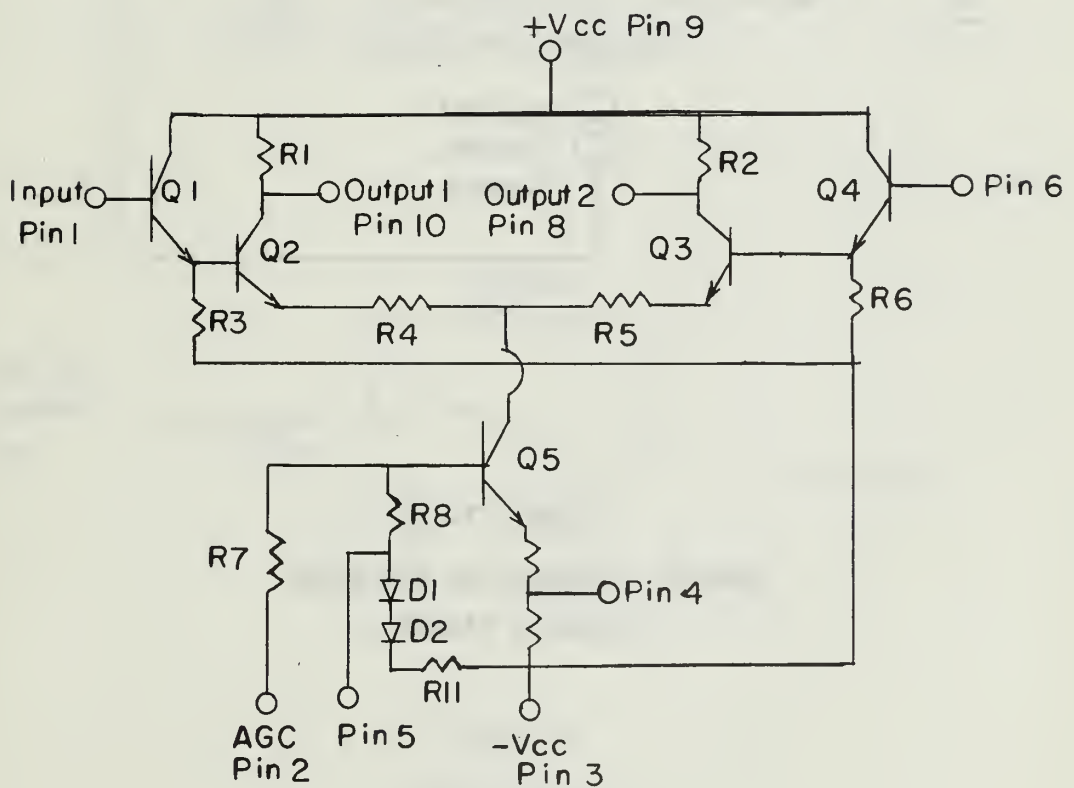 +Vcc Pin 9
R1
R2
Input
Pin 1
Q1
Output 1
Pin 10
Output 2
Pin 8
Q4
Pin 6
Q2
Q3
R3
R4
R5
R6
Q5
R7
R8
D1
D2
Pin 4
R11
AGC
Pin 2
Pin 5
-Vcc
Pin 3